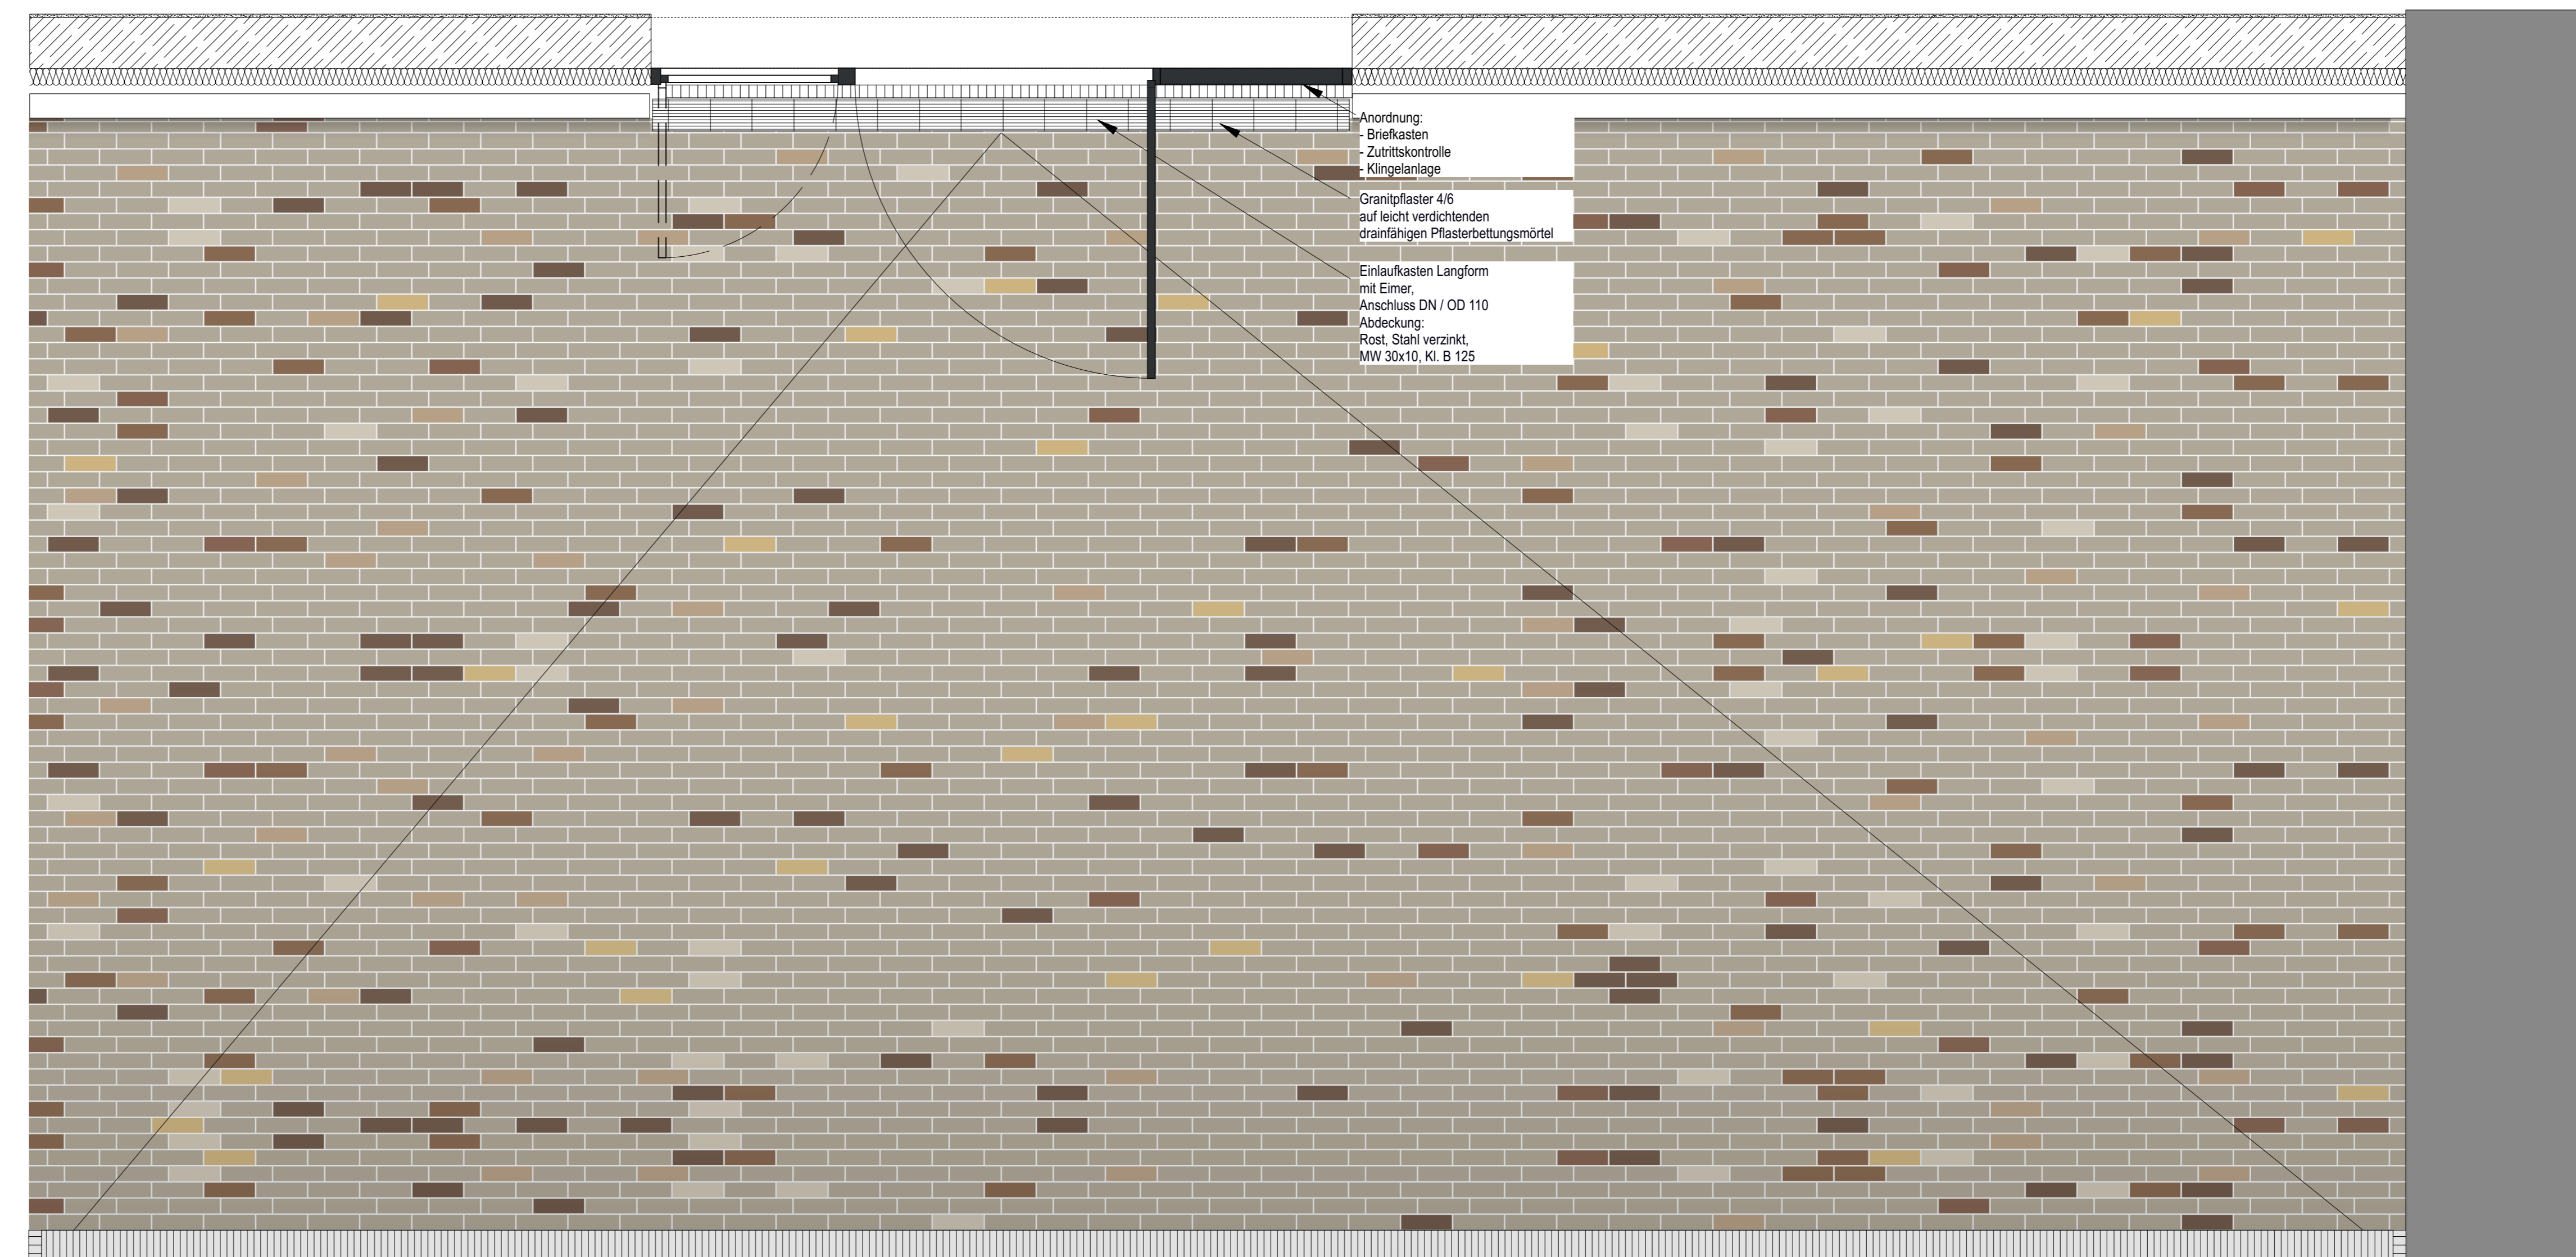 Anordnung:
- Briefkasten
- Zutrittskontrolle
- Klingelanlage
Granitpflaster 4/6
auf leicht verdichtenden
drainfähigen Pflasterbettungsmörtel
Einlaufkasten Langform
mit Eimer,
Anschluss DN / OD 110
Abdeckung:
Rost, Stahl verzinkt,
MW 30x10, Kl. B 125